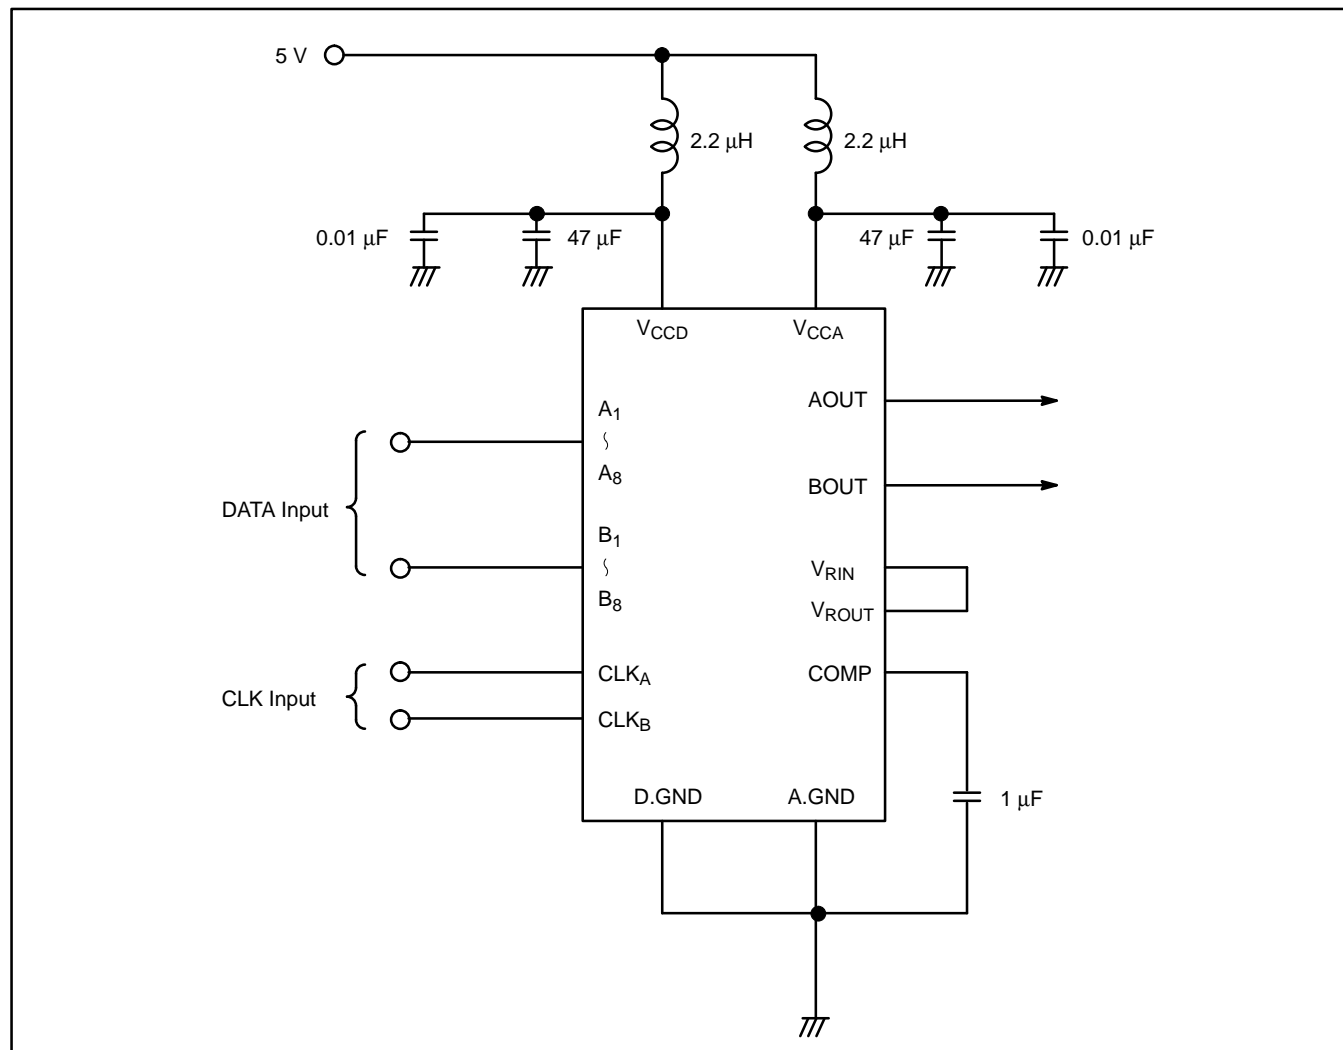 5 V
2.2 μH
2.2 μH
0.01 μF
47 μF
47 μF
0.01 μF
VCCD
VCCA
A1
~
A8
B1
~
B8
DATA Input
CLK Input
CLKA
CLKB
AOUT
BOUT
VRIN
VROUT
COMP
D.GND
A.GND
1 μF